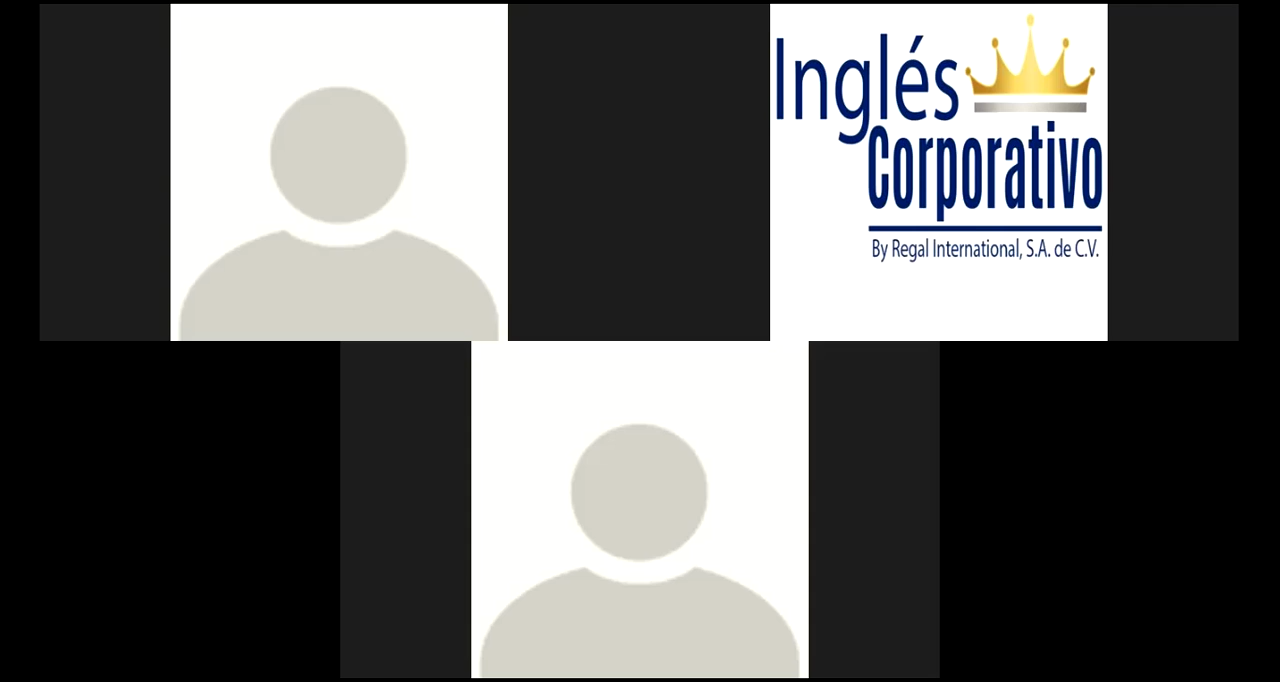 Inglés
Corporativo
By Regal International, S.A. de C.V.